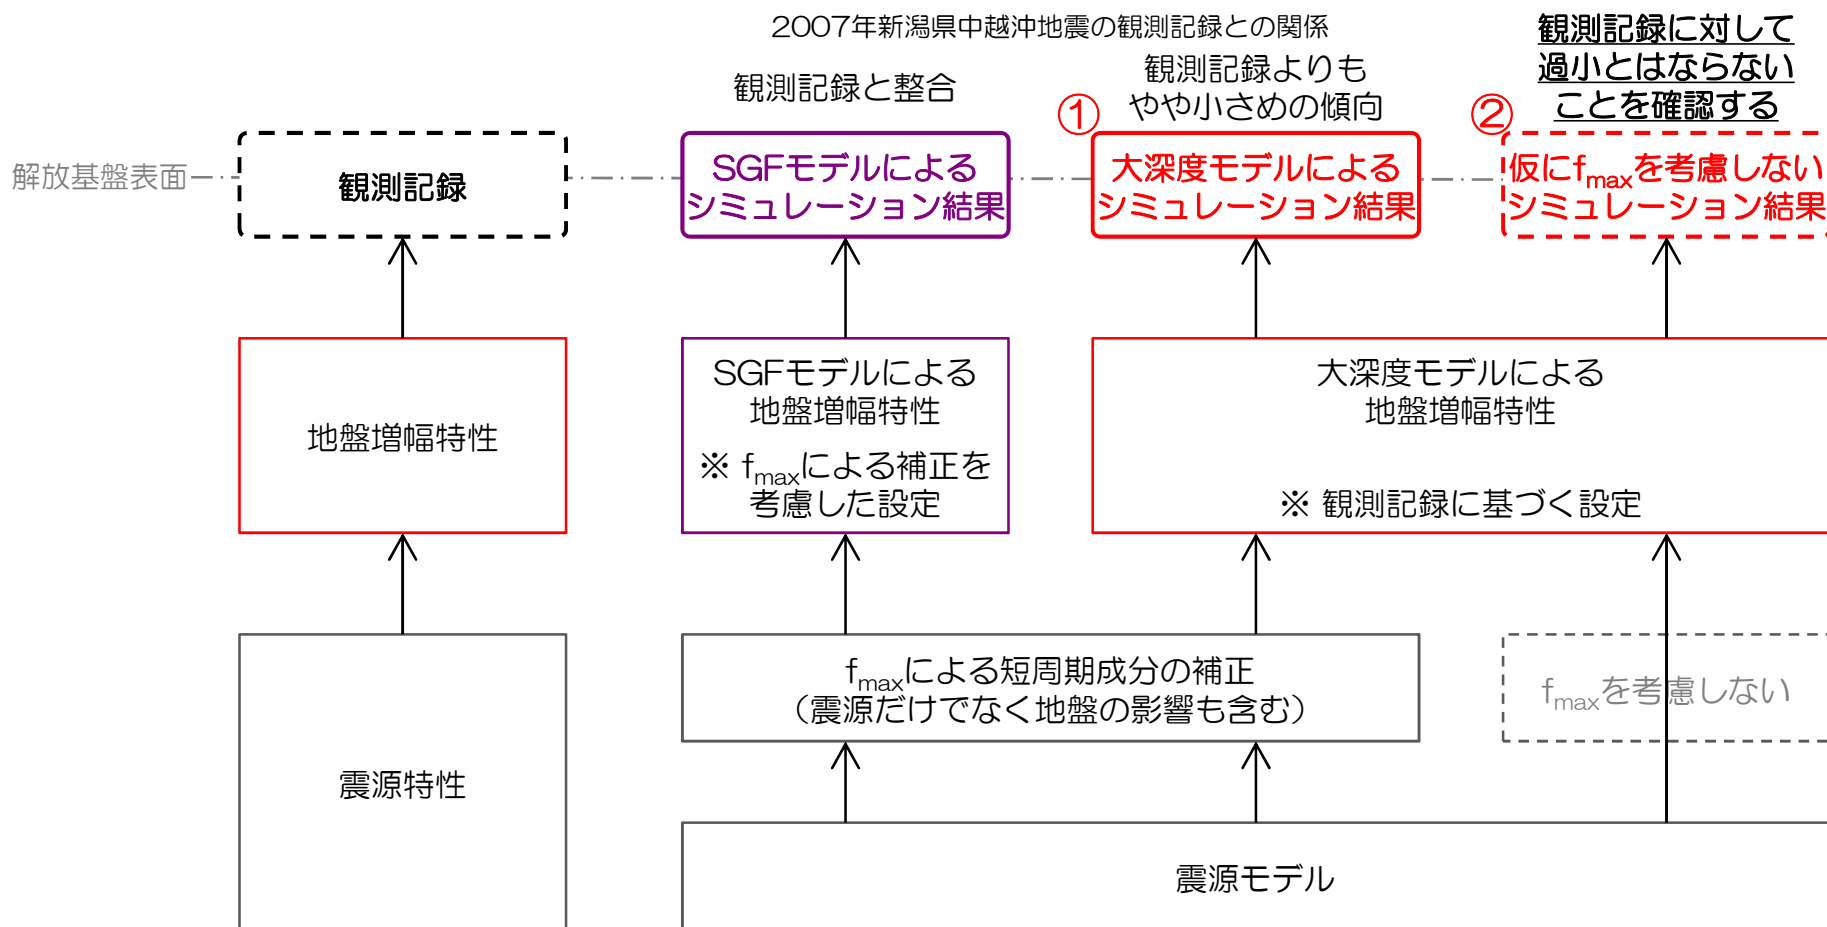 2007年新潟県中越沖地震の観測記録との関係
観測記録と整合
観測記録よりも
やや小さめの傾向
観測記録に対して
過小とはならない
ことを確認する
①
②
解放基盤表面
観測記録
SGFモデルによる
シミュレーション結果
大深度モデルによる
シミュレーション結果
仮にfmaxを考慮しない
シミュレーション結果
地盤増幅特性
SGFモデルによる
地盤増幅特性
※ fmaxによる補正を
考慮した設定
大深度モデルによる
地盤増幅特性
※ 観測記録に基づく設定
震源特性
fmaxによる短周期成分の補正
（震源だけでなく地盤の影響も含む）
fmaxを考慮しない
震源モデル